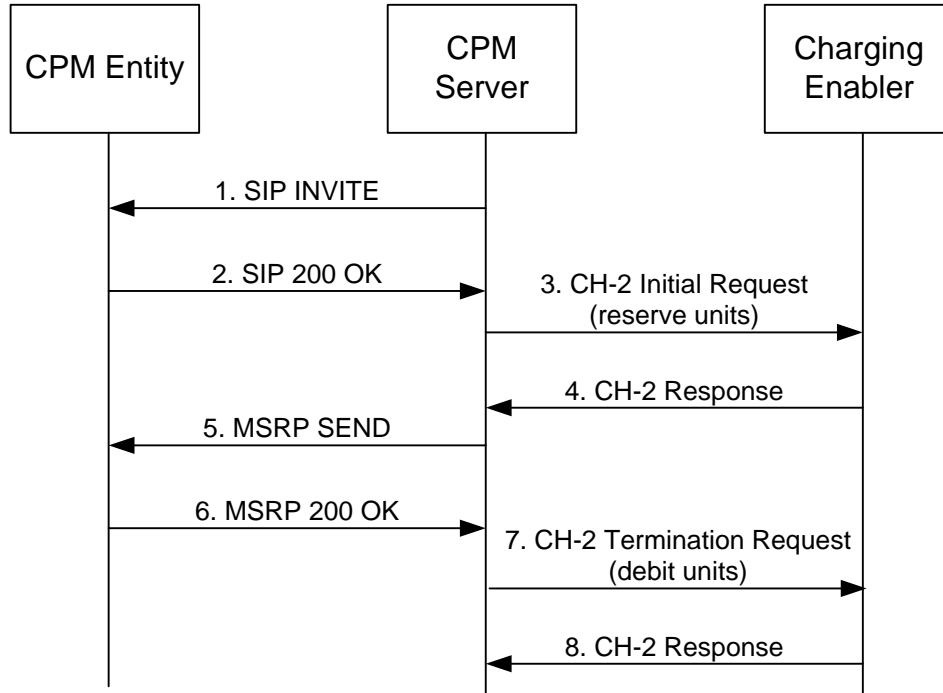 CPM Entity
CPM
Server
Charging
Enabler
1. SIP INVITE
2. SIP 200 OK
3. CH-2 Initial Request
(reserve units)
4. CH-2 Response
5. MSRP SEND
6. MSRP 200 OK
7. CH-2 Termination Request
(debit units)
8. CH-2 Response